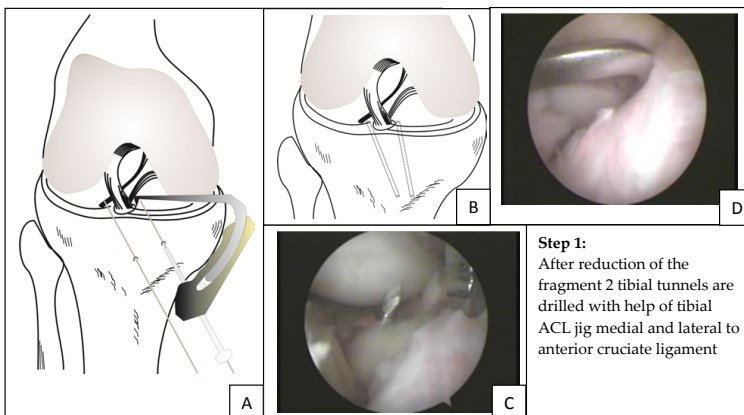 A
B
D
C
Step 1:
After reduction of the
fragment 2 tibial tunnels are
drilled with help of tibial
ACL jig medial and lateral to
anterior cruciate ligament